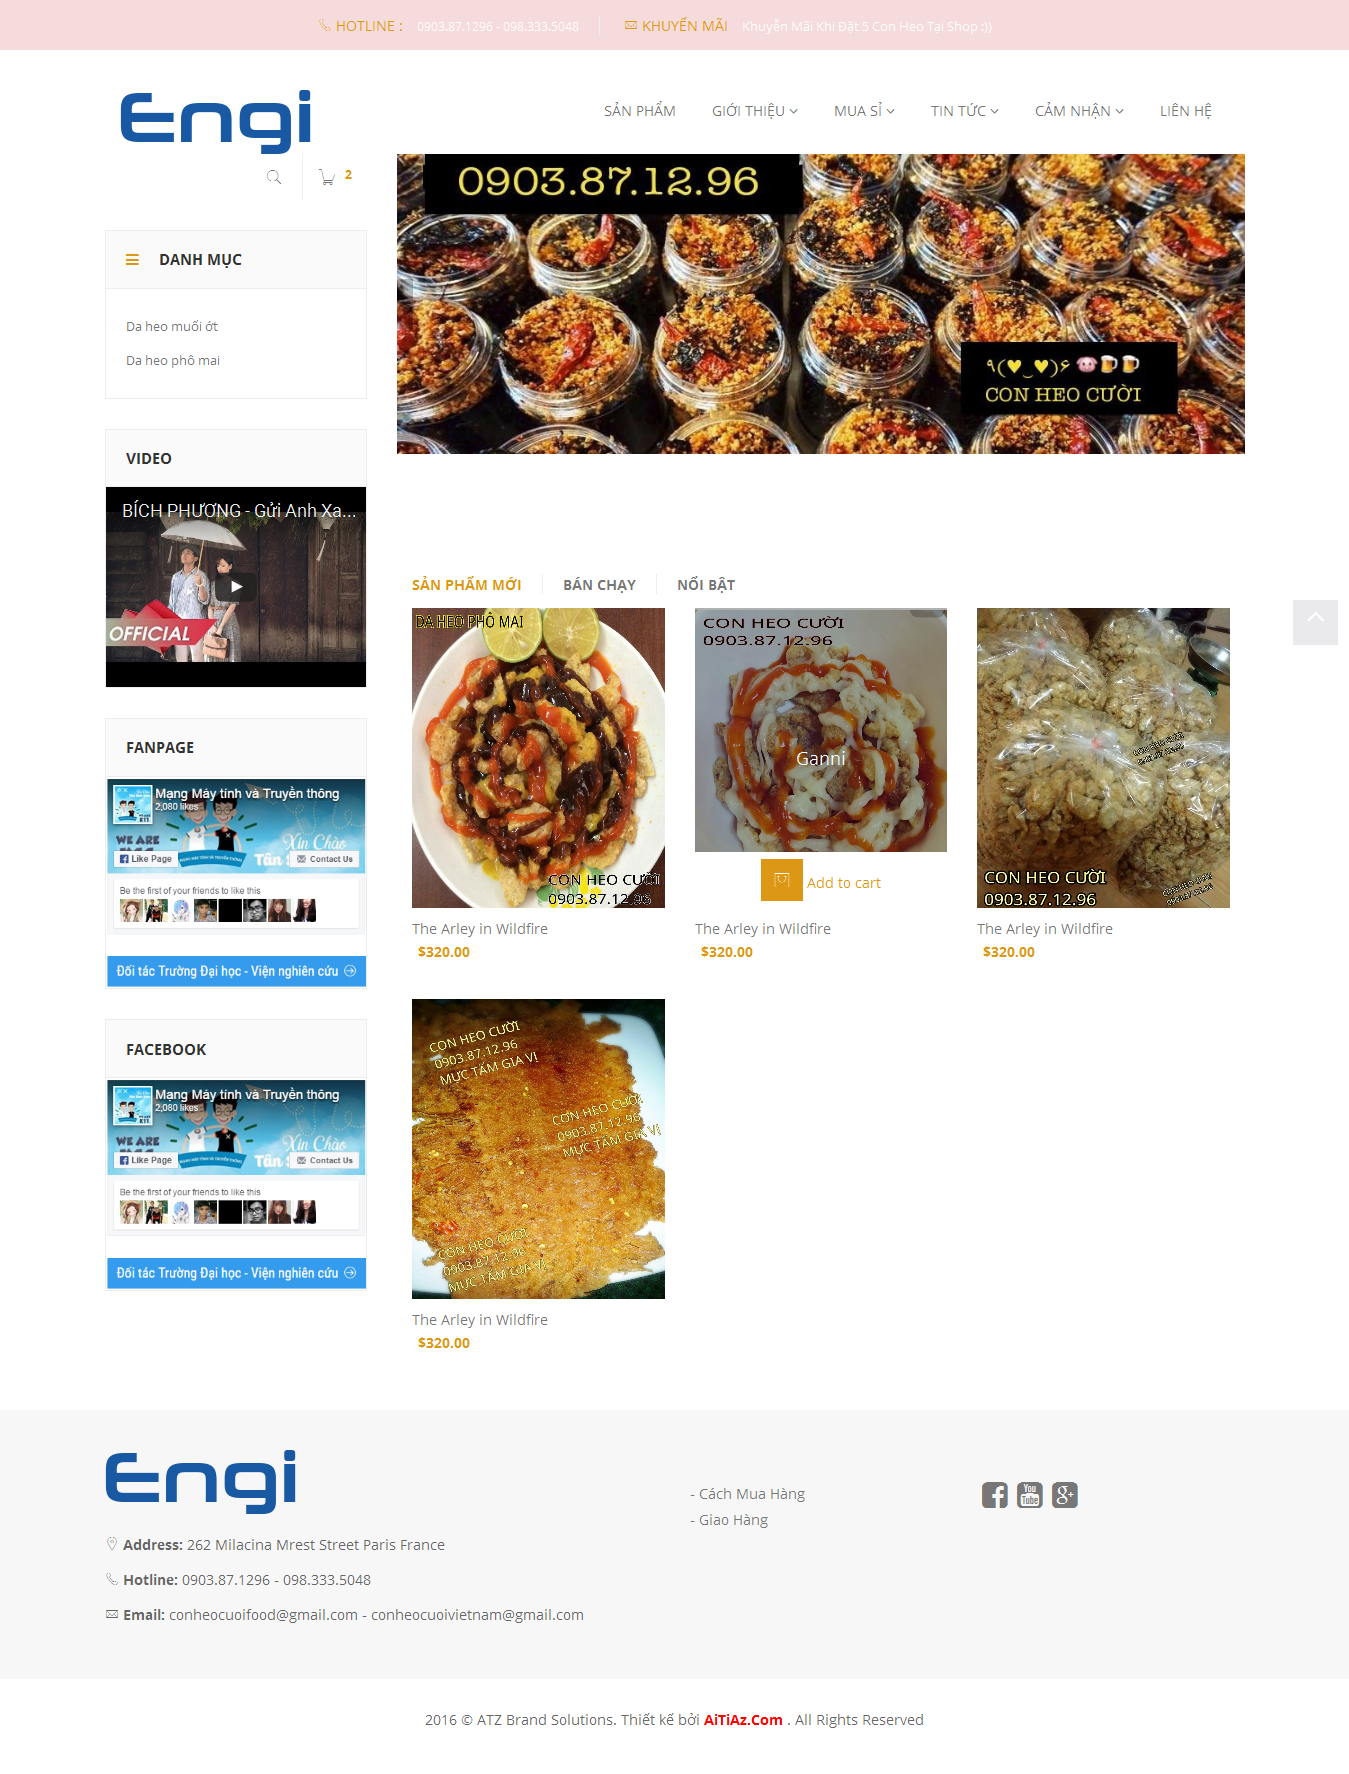 HOTLINE : 0903.87.1296 - 098.333.5048 KHUYẾN MÃI Khuyễn Mãi Khi Đặt 5 Con Heo Tại Shop :))
Engi
SẢN PHẨM GIỚI THIỆU MUA SỈ TIN TỨC CẢM NHẬN LIÊN HỆ
2
0903.87.12.96
CON HEO CƯỜI
DANH MỤC
Da heo muối ớt
Da heo phô mai
VIDEO
BÍCH PHƯƠNG - Gửi Anh Xa...
OFFICIAL
FANPAGE
Mạng Máy tính và Truyền thông
2,080 likes
WE ARE
Xin Chào
Like Page
Contact Us
Be the first of your friends to like this
Đối tác Trường Đại học - Viện nghiên cứu
FACEBOOK
Mạng Máy tính và Truyền thông
2,080 likes
WE ARE
Xin Chào
Like Page
Contact Us
Be the first of your friends to like this
Đối tác Trường Đại học - Viện nghiên cứu
SẢN PHẨM MỚI BÁN CHẠY NỔI BẬT
DA HEO PHÔ MAI
CON HEO CƯỜI
0903.87.12.96
The Arley in Wildfire
$320.00
CON HEO CƯỜI
0903.87.12.96
Ganni
Add to cart
The Arley in Wildfire
$320.00
CON HEO CƯỜI
0903.87.12.96
The Arley in Wildfire
$320.00
CON HEO CƯỜI
0903.87.12.96
MỰC TẨM GIA VỊ
CON HEO CƯỜI
0903.87.12.96
MỰC TẨM GIA VỊ
CON HEO CƯỜI
0903.87.12.96
MỰC TẨM GIA VỊ
The Arley in Wildfire
$320.00
Engi
Address: 262 Milacina Mrest Street Paris France
Hotline: 0903.87.1296 - 098.333.5048
Email: conheocuoifood@gmail.com - conheocuoivietnam@gmail.com
- Cách Mua Hàng
- Giao Hàng
You
Tube
2016 © ATZ Brand Solutions. Thiết kế bởi AiTiAz.Com . All Rights Reserved